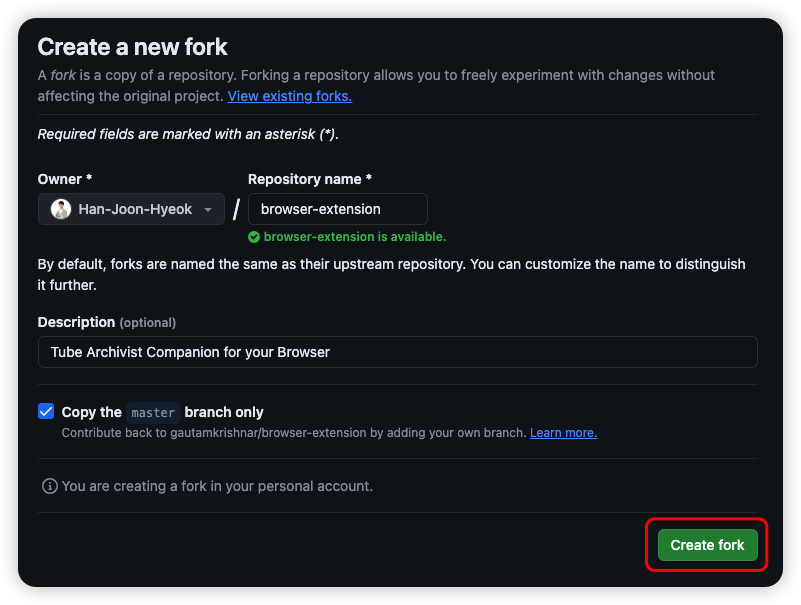 Create a new fork
A fork is a copy of a repository. Forking a repository allows you to freely experiment with changes without
affecting the original project. View existing forks.
Required fields are marked with an asterisk (*).
Owner *
Repository name *
Han-Joon-Hyeok / browser-extension
browser-extension is available.
By default, forks are named the same as their upstream repository. You can customize the name to distinguish
it further.
Description (optional)
Tube Archivist Companion for your Browser
Copy the master branch only
Contribute back to gautamkrishnar/browser-extension by adding your own branch. Learn more.
You are creating a fork in your personal account.
Create fork